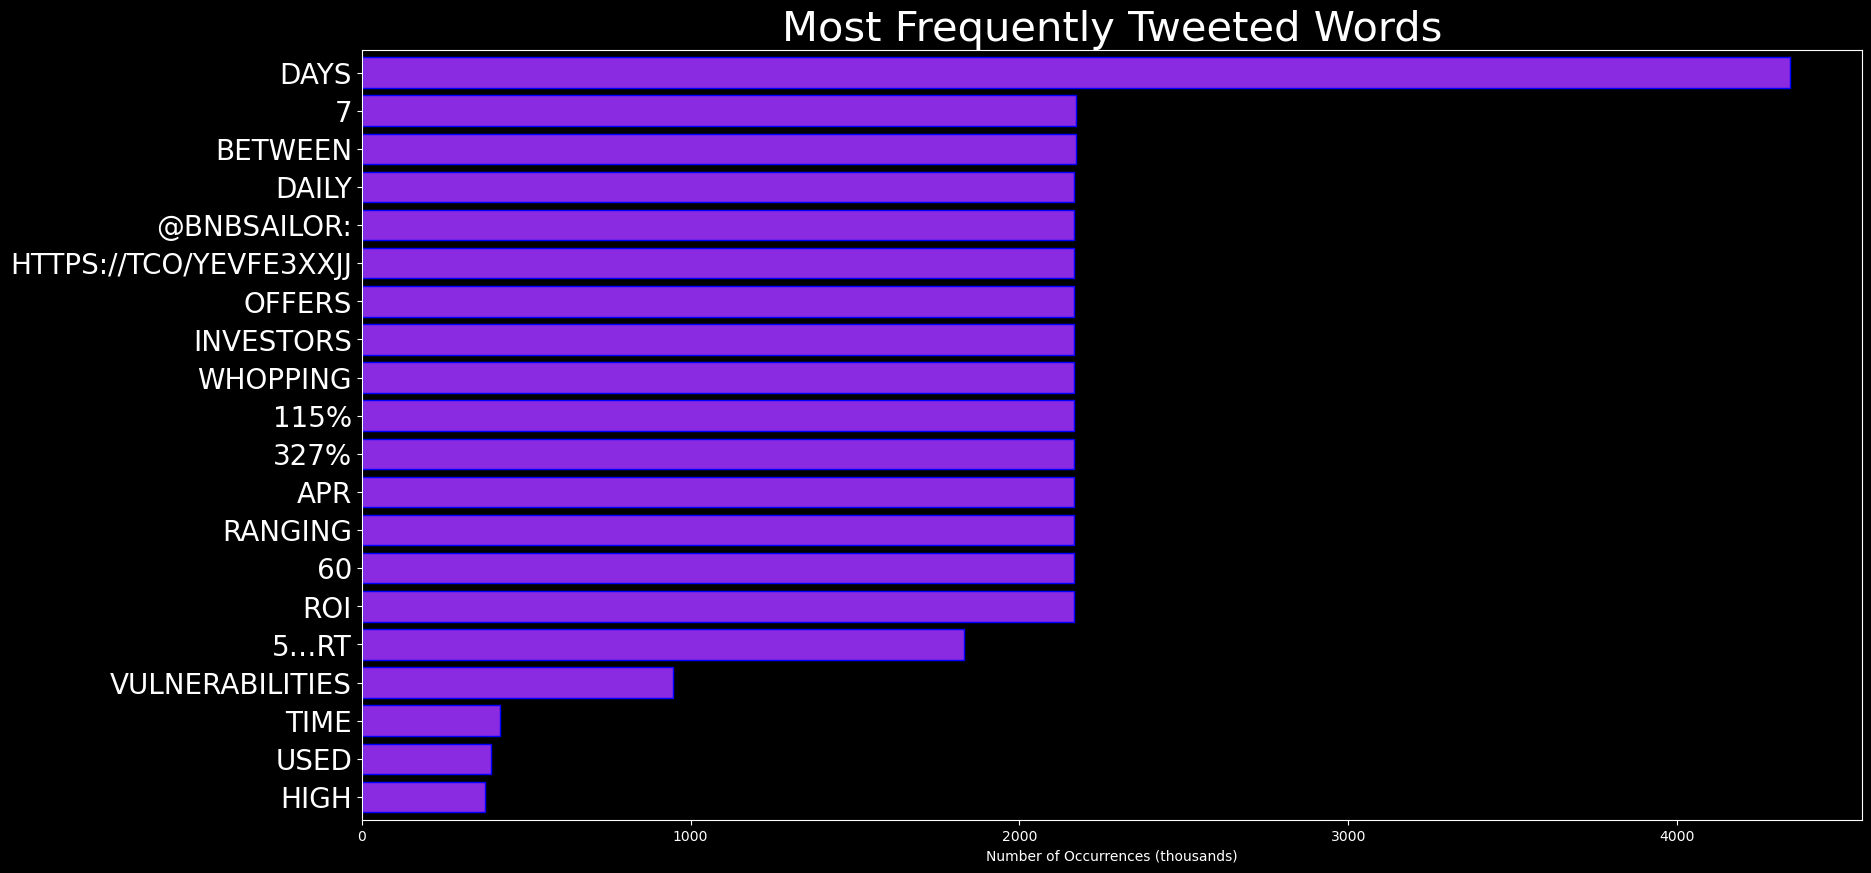 Most Frequently Tweeted Words
DAYS
7
BETWEEN
DAILY
@BNBSAILOR:
HTTPS://TCO/YEVFE3XXJJ
OFFERS
INVESTORS
WHOPPING
115%
327%
APR
RANGING
60
ROI
5…RT
VULNERABILITIES
TIME
USED
HIGH
0 1000 2000 3000 4000
Number of Occurrences (thousands)